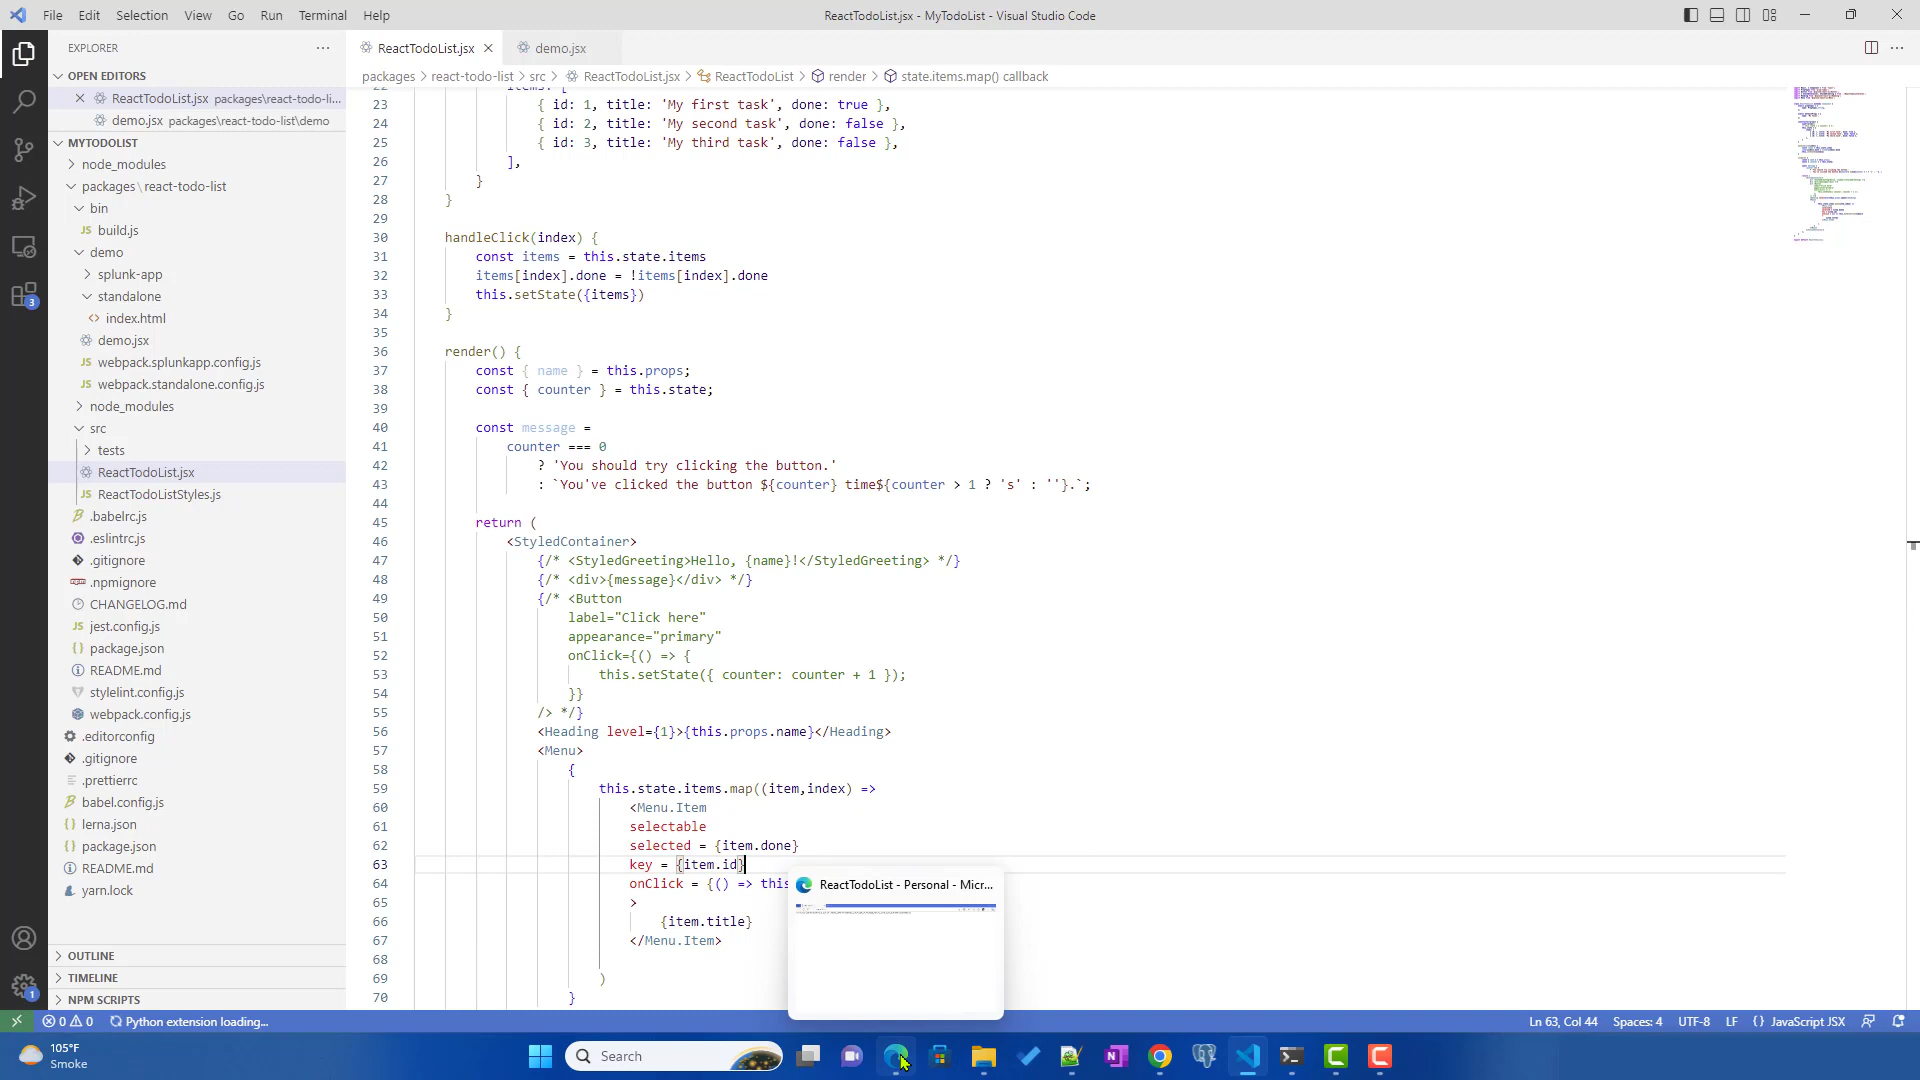 File Edit Selection View Go Run Terminal Help
ReactTodoList.jsx - MyTodoList - Visual Studio Code
EXPLORER
OPEN EDITORS
ReactTodoList.jsx packages\react-todo-li...
demo.jsx packages\react-todo-list\demo
MYTODOLIST
node_modules
packages\react-todo-list
bin
build.js
demo
splunk-app
standalone
index.html
demo.jsx
webpack.splunkapp.config.js
webpack.standalone.config.js
node_modules
src
tests
ReactTodoList.jsx
ReactTodoListStyles.js
.babelrc.js
.eslintrc.js
.gitignore
.npmignore
CHANGELOG.md
jest.config.js
package.json
README.md
stylelint.config.js
webpack.config.js
.editorconfig
.gitignore
.prettierrc
babel.config.js
lerna.json
package.json
README.md
yarn.lock
OUTLINE
TIMELINE
NPM SCRIPTS
3
1
ReactTodoList.jsx demo.jsx
packages > react-todo-list > src > ReactTodoList.jsx > ReactTodoList > render > state.items.map() callback
22 items: [
23 { id: 1, title: 'My first task', done: true },
24 { id: 2, title: 'My second task', done: false },
25 { id: 3, title: 'My third task', done: false },
26 ],
27 }
28 }
29
30 handleClick(index) {
31 const items = this.state.items
32 items[index].done = !items[index].done
33 this.setState({items})
34 }
35
36 render() {
37 const { name } = this.props;
38 const { counter } = this.state;
39
40 const message =
41 counter === 0
42 ? 'You should try clicking the button.'
43 : `You've clicked the button ${counter} time${counter > 1 ? 's' : ''}.`;
44
45 return (
46 <StyledContainer>
47 {/* <StyledGreeting>Hello, {name}!</StyledGreeting> */}
48 {/* <div>{message}</div> */}
49 {/* <Button
50 label="Click here"
51 appearance="primary"
52 onClick={() => {
53 this.setState({ counter: counter + 1 });
54 }}
55 /> */}
56 <Heading level={1}>{this.props.name}</Heading>
57 <Menu>
58 {
59 this.state.items.map((item,index) =>
60 <Menu.Item
61 selectable
62 selected = {item.done}
63 key = {item.id}
64 onClick = {() => this
65 >
66 {item.title}
67 </Menu.Item>
68
69 )
70 }
ReactTodoList - Personal - Micr...
0 0 Python extension loading...
Ln 63, Col 44 Spaces: 4 UTF-8 LF {} JavaScript JSX
105°F
Smoke
Search